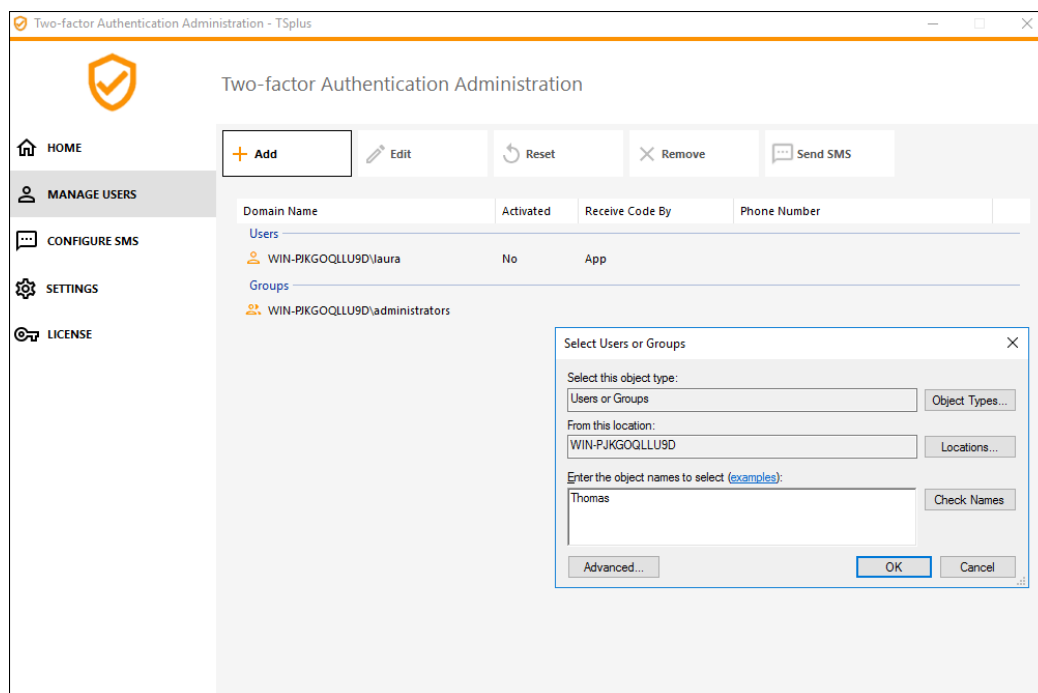 Two-factor Authentication Administration - TSplus
Two-factor Authentication Administration
HOME
MANAGE USERS
CONFIGURE SMS
SETTINGS
LICENSE
Add Edit Reset Remove Send SMS
Domain Name Activated Receive Code By Phone Number
Users
WIN-PJKGOQLLU9D\laura No App
Groups
WIN-PJKGOQLLU9D\administrators
Select Users or Groups
Select this object type:
Users or Groups Object Types...
From this location:
WIN-PJKGOQLLU9D Locations...
Enter the object names to select (examples):
Thomas Check Names
Advanced... OK Cancel